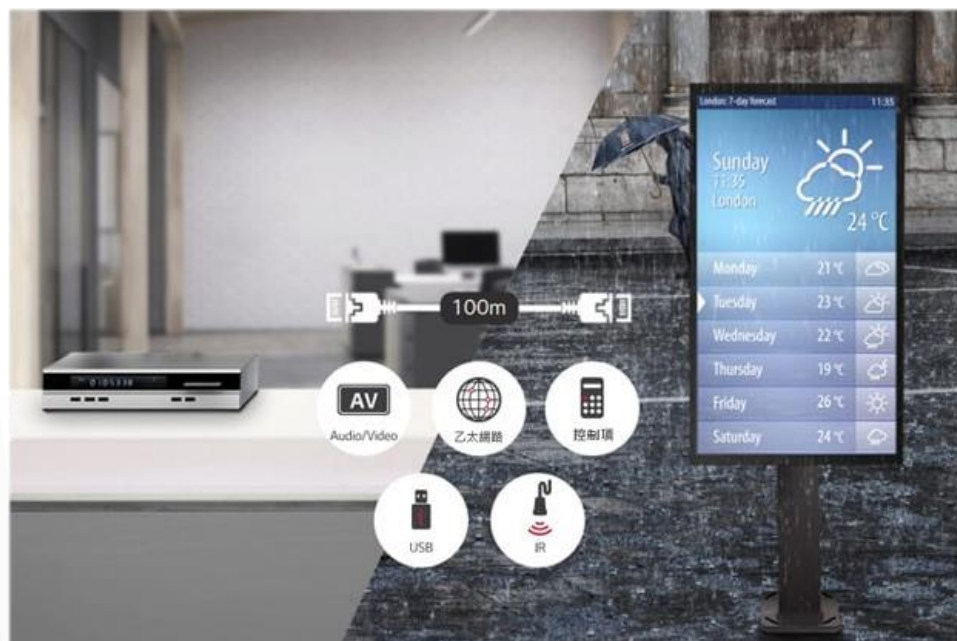 London: 7-day forecast 11:35
Sunday
11:35
London
24 °C
Monday 21 °C
Tuesday 23 °C
Wednesday 22 °C
Thursday 19 °C
Friday 26 °C
Saturday 24 °C
100m
AV
Audio/Video
乙太網路
控制項
USB
IR